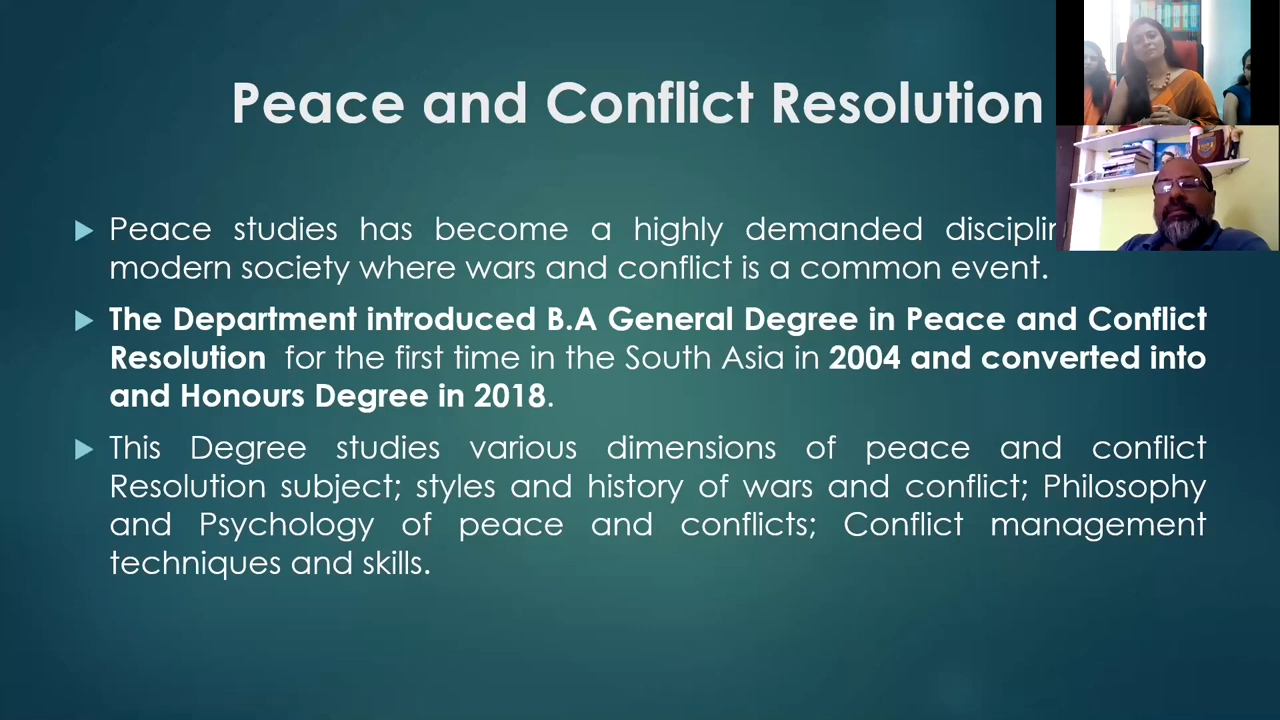 Peace and Conflict Resolution
Peace studies has become a highly demanded
modern society where wars and conflict is a common event.
The Department introduced B.A General Degree in Peace and Conflict
Resolution for the first time in the South Asia in 2004 and converted into
and Honours Degree in 2018.
This Degree studies various dimensions of peace and conflict
Resolution subject; styles and history of wars and conflict; Philosophy
and Psychology of peace and conflicts; Conflict management
techniques and skills.